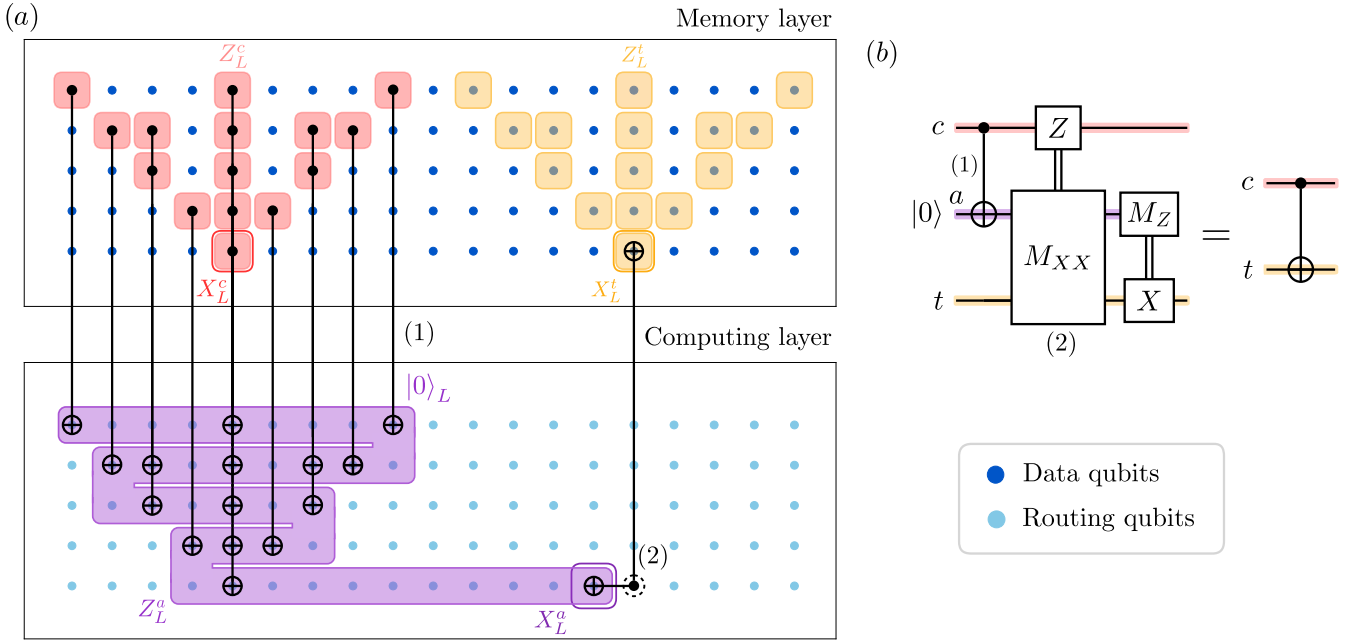 (a)
Memory layer
Z_L^c
Z_L^t
X_L^c
X_L^t
(1)
Computing layer
|0⟩_L
(2)
Z_L^a
X_L^a
(b)
c
Z
(1)
|0⟩
a
M_XX
M_Z
t
X
(2)
=
c
t
Data qubits
Routing qubits